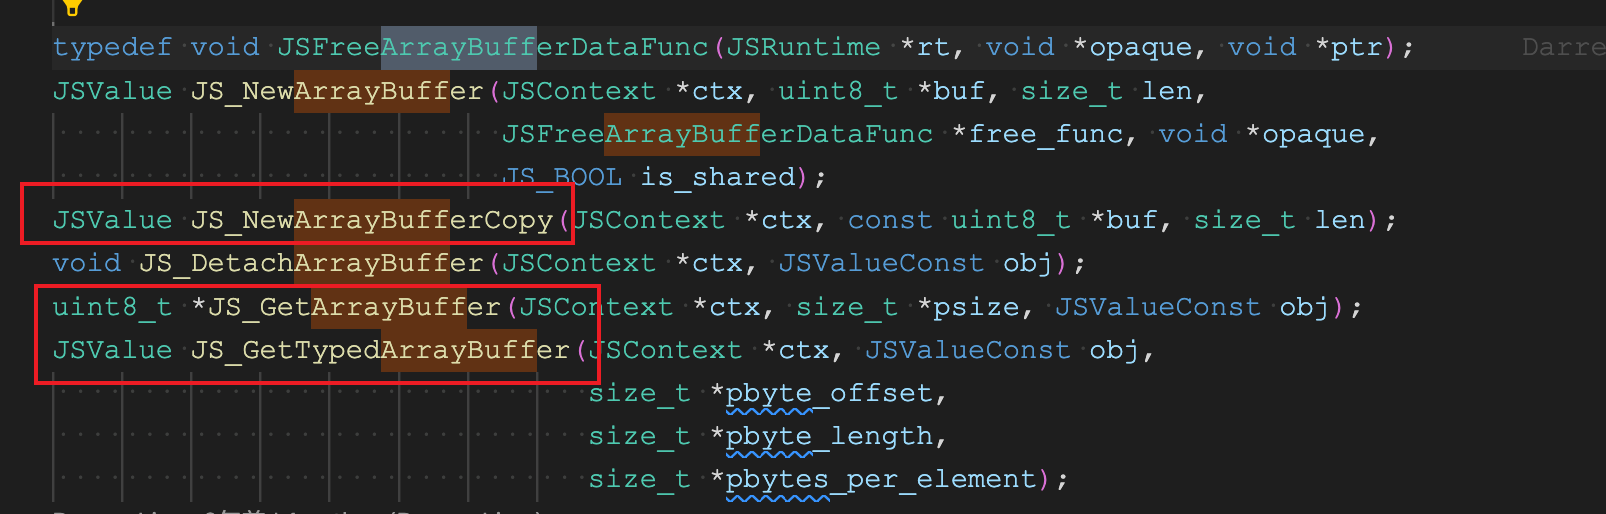 typedef void JSFreeArrayBufferDataFunc(JSRuntime *rt, void *opaque, void *ptr); Darre
JSValue JS_NewArrayBuffer(JSContext *ctx, uint8_t *buf, size_t len,
JSFreeArrayBufferDataFunc *free_func, void *opaque,
JS_BOOL is_shared);
JSValue JS_NewArrayBufferCopy(JSContext *ctx, const uint8_t *buf, size_t len);
void JS_DetachArrayBuffer(JSContext *ctx, JSValueConst obj);
uint8_t *JS_GetArrayBuffer(JSContext *ctx, size_t *psize, JSValueConst obj);
JSValue JS_GetTypedArrayBuffer(JSContext *ctx, JSValueConst obj,
size_t *pbyte_offset,
size_t *pbyte_length,
size_t *pbytes_per_element);